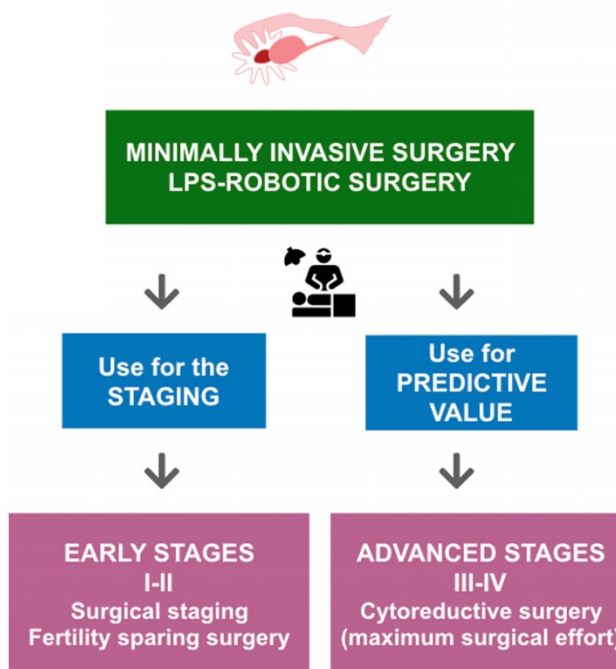 MINIMALLY INVASIVE SURGERY
LPS-ROBOTIC SURGERY
Use for the
STAGING
Use for
PREDICTIVE
VALUE
EARLY STAGES
I-II
Surgical staging
Fertility sparing surgery
ADVANCED STAGES
III-IV
Cytoreductive surgery
(maximum surgical effort)